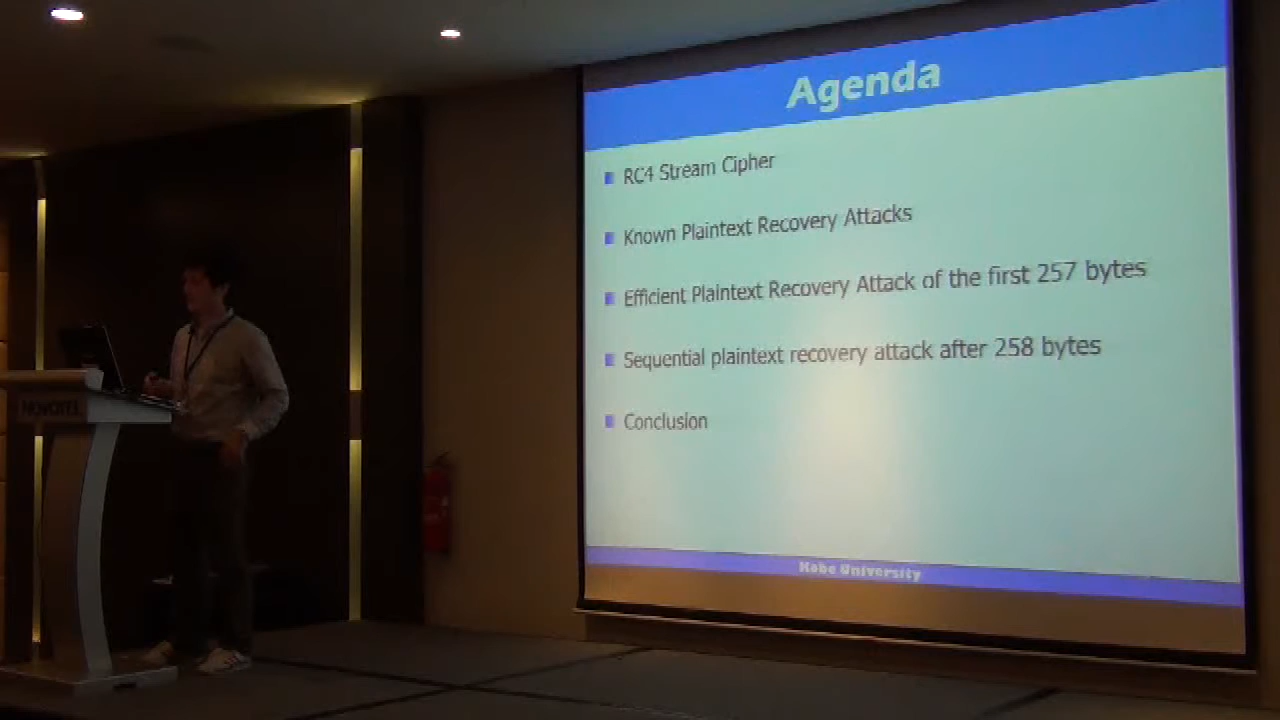 Agenda
RC4 Stream Cipher
Known Plaintext Recovery Attacks
Efficient Plaintext Recovery Attack of the first 257 bytes
Sequential plaintext recovery attack after 258 bytes
Conclusion
Kobe University
NOVOTEL